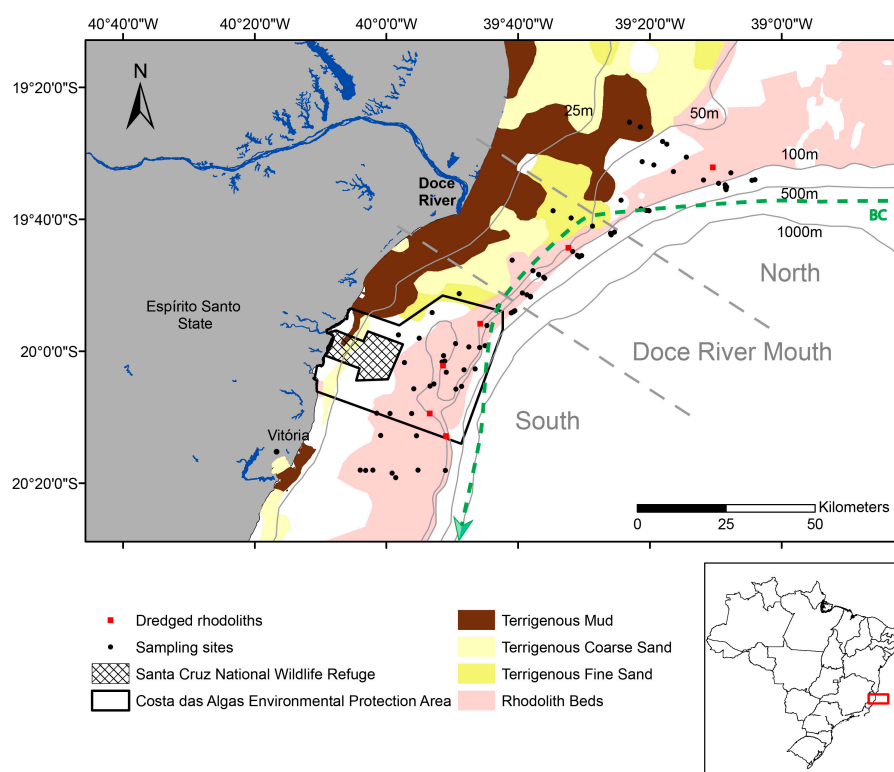 40°40'0"W 40°20'0"W 40°0'0"W 39°40'0"W 39°20'0"W 39°0'0"W
19°20'0"S
19°40'0"S
20°0'0"S
20°20'0"S
N
25m
50m
100m
500m
1000m
BC
Doce
River
Espírito Santo
State
Vitória
North
Doce River Mouth
South
Kilometers
0 25 50
Dredged rhodoliths
Sampling sites
Santa Cruz National Wildlife Refuge
Costa das Algas Environmental Protection Area
Terrigenous Mud
Terrigenous Coarse Sand
Terrigenous Fine Sand
Rhodolith Beds